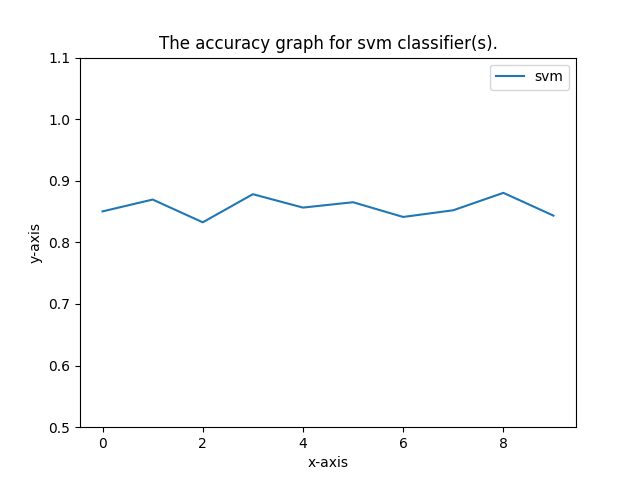 The accuracy graph for svm classifier(s).
1.1
svm
1.0
0.9
0.8
y-axis
0.7
0.6
0.5
0 2 4 6 8
x-axis